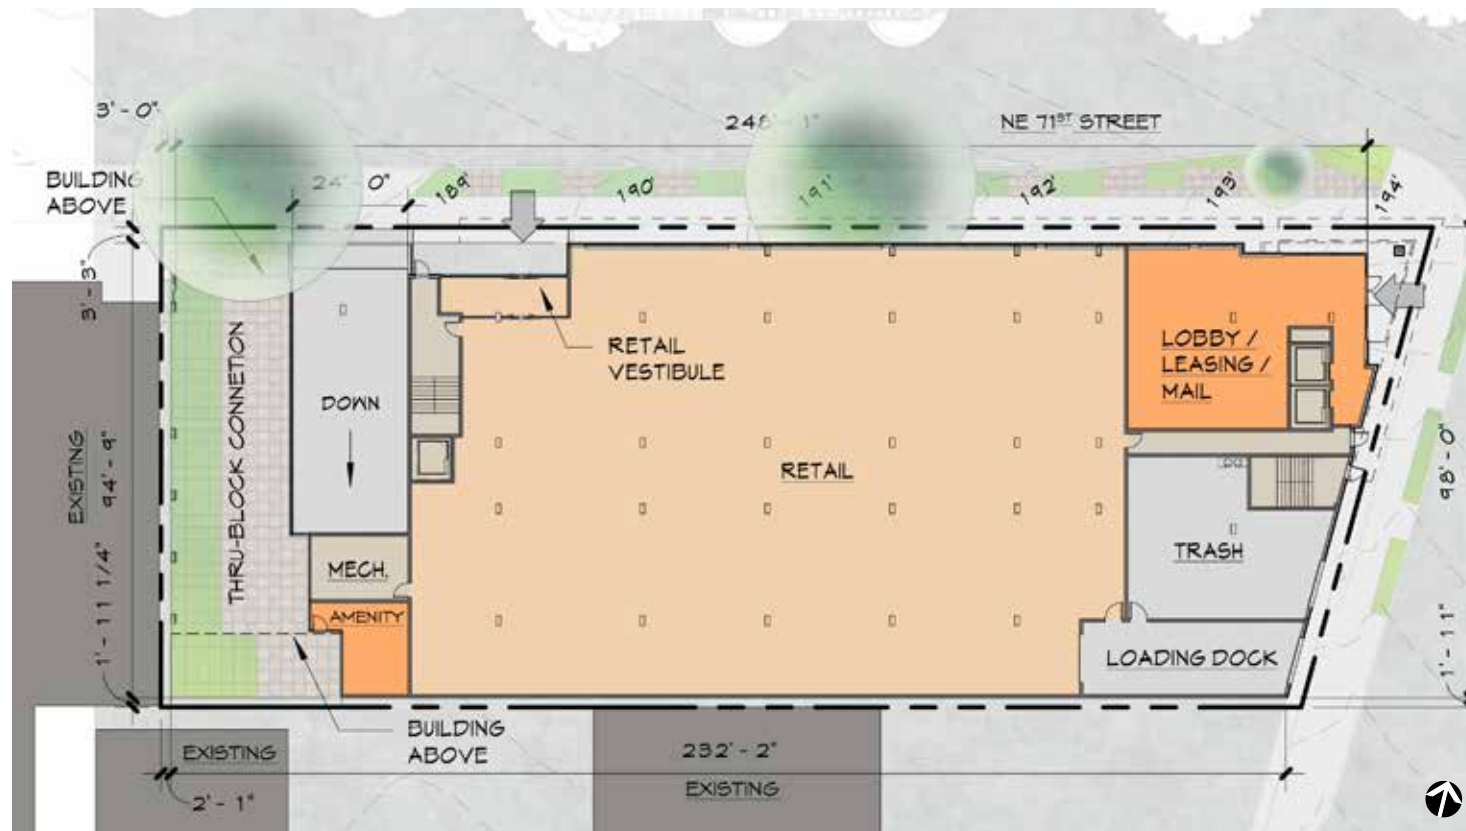 3'-0"
248'-1"
NE 71ST STREET
BUILDING
ABOVE
24'-0"
189'
190'
191'
192'
193'
194'
3'-3"
RETAIL
VESTIBULE
LOBBY /
LEASING /
MAIL
THRU-BLOCK CONNETION
DOWN
EXISTING
94'-9"
RETAIL
98'-0"
MECH.
AMENITY
TRASH
1'-11 1/4"
LOADING DOCK
1'-11"
BUILDING
ABOVE
EXISTING
232'-2"
EXISTING
2'-1"